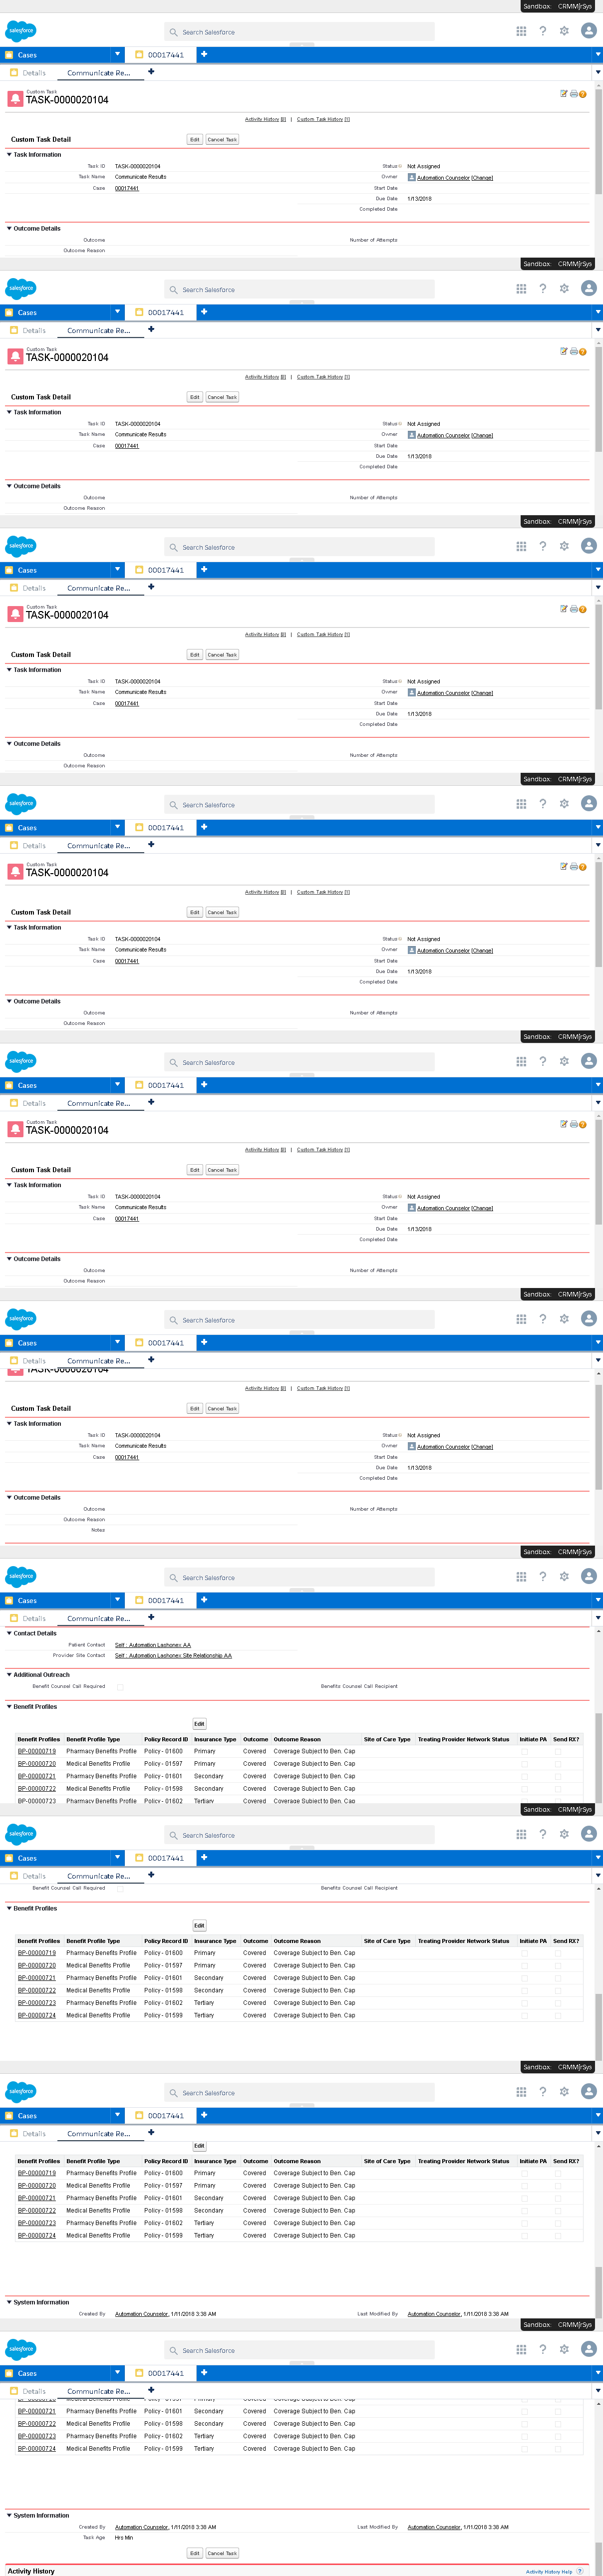 Sandbox: CRMMJrSys
salesforce
Search Salesforce
Cases
00017441
Details
Communicate Re...
Custom Task
TASK-0000020104
Activity History [0] | Custom Task History [1]
Custom Task Detail
Edit
Cancel Task
Task Information
Task ID TASK-0000020104
Status Not Assigned
Task Name Communicate Results
Owner Automation Counselor [Change]
Case 00017441
Start Date
Due Date 1/13/2018
Completed Date
Outcome Details
Outcome
Number of Attempts
Outcome Reason
Sandbox: CRMMJrSys
salesforce
Search Salesforce
Cases
00017441
Details
Communicate Re...
Custom Task
TASK-0000020104
Activity History [0] | Custom Task History [1]
Custom Task Detail
Edit
Cancel Task
Task Information
Task ID TASK-0000020104
Status Not Assigned
Task Name Communicate Results
Owner Automation Counselor [Change]
Case 00017441
Start Date
Due Date 1/13/2018
Completed Date
Outcome Details
Outcome
Number of Attempts
Outcome Reason
Sandbox: CRMMJrSys
salesforce
Search Salesforce
Cases
00017441
Details
Communicate Re...
Custom Task
TASK-0000020104
Activity History [0] | Custom Task History [1]
Custom Task Detail
Edit
Cancel Task
Task Information
Task ID TASK-0000020104
Status Not Assigned
Task Name Communicate Results
Owner Automation Counselor [Change]
Case 00017441
Start Date
Due Date 1/13/2018
Completed Date
Outcome Details
Outcome
Number of Attempts
Outcome Reason
Sandbox: CRMMJrSys
salesforce
Search Salesforce
Cases
00017441
Details
Communicate Re...
Custom Task
TASK-0000020104
Activity History [0] | Custom Task History [1]
Custom Task Detail
Edit
Cancel Task
Task Information
Task ID TASK-0000020104
Status Not Assigned
Task Name Communicate Results
Owner Automation Counselor [Change]
Case 00017441
Start Date
Due Date 1/13/2018
Completed Date
Outcome Details
Outcome
Number of Attempts
Outcome Reason
Sandbox: CRMMJrSys
salesforce
Search Salesforce
Cases
00017441
Details
Communicate Re...
Custom Task
TASK-0000020104
Activity History [0] | Custom Task History [1]
Custom Task Detail
Edit
Cancel Task
Task Information
Task ID TASK-0000020104
Status Not Assigned
Task Name Communicate Results
Owner Automation Counselor [Change]
Case 00017441
Start Date
Due Date 1/13/2018
Completed Date
Outcome Details
Outcome
Number of Attempts
Outcome Reason
Sandbox: CRMMJrSys
salesforce
Search Salesforce
Cases
00017441
Details
Communicate Re...
TASK-0000020104
Activity History [0] | Custom Task History [1]
Custom Task Detail
Edit
Cancel Task
Task Information
Task ID TASK-0000020104
Status Not Assigned
Task Name Communicate Results
Owner Automation Counselor [Change]
Case 00017441
Start Date
Due Date 1/13/2018
Completed Date
Outcome Details
Outcome
Number of Attempts
Outcome Reason
Notes
Sandbox: CRMMJrSys
salesforce
Search Salesforce
Cases
00017441
Details
Communicate Re...
Contact Details
Patient Contact Self : Automation Lashonex AA
Provider Site Contact Self : Automation Lashonex Site Relationship AA
Additional Outreach
Benefit Counsel Call Required
Benefits Counsel Call Recipient
Benefit Profiles
Edit
Benefit Profiles Benefit Profile Type Policy Record ID Insurance Type Outcome Outcome Reason Site of Care Type Treating Provider Network Status Initiate PA Send RX?
BP-00000719 Pharmacy Benefits Profile Policy - 01600 Primary Covered Coverage Subject to Ben. Cap
BP-00000720 Medical Benefits Profile Policy - 01597 Primary Covered Coverage Subject to Ben. Cap
BP-00000721 Pharmacy Benefits Profile Policy - 01601 Secondary Covered Coverage Subject to Ben. Cap
BP-00000722 Medical Benefits Profile Policy - 01598 Secondary Covered Coverage Subject to Ben. Cap
BP-00000723 Pharmacy Benefits Profile Policy - 01602 Tertiary Covered Coverage Subject to Ben. Cap
Sandbox: CRMMJrSys
salesforce
Search Salesforce
Cases
00017441
Details
Communicate Re...
Benefit Counsel Call Required
Benefits Counsel Call Recipient
Benefit Profiles
Edit
Benefit Profiles Benefit Profile Type Policy Record ID Insurance Type Outcome Outcome Reason Site of Care Type Treating Provider Network Status Initiate PA Send RX?
BP-00000719 Pharmacy Benefits Profile Policy - 01600 Primary Covered Coverage Subject to Ben. Cap
BP-00000720 Medical Benefits Profile Policy - 01597 Primary Covered Coverage Subject to Ben. Cap
BP-00000721 Pharmacy Benefits Profile Policy - 01601 Secondary Covered Coverage Subject to Ben. Cap
BP-00000722 Medical Benefits Profile Policy - 01598 Secondary Covered Coverage Subject to Ben. Cap
BP-00000723 Pharmacy Benefits Profile Policy - 01602 Tertiary Covered Coverage Subject to Ben. Cap
BP-00000724 Medical Benefits Profile Policy - 01599 Tertiary Covered Coverage Subject to Ben. Cap
Sandbox: CRMMJrSys
salesforce
Search Salesforce
Cases
00017441
Details
Communicate Re...
Edit
Benefit Profiles Benefit Profile Type Policy Record ID Insurance Type Outcome Outcome Reason Site of Care Type Treating Provider Network Status Initiate PA Send RX?
BP-00000719 Pharmacy Benefits Profile Policy - 01600 Primary Covered Coverage Subject to Ben. Cap
BP-00000720 Medical Benefits Profile Policy - 01597 Primary Covered Coverage Subject to Ben. Cap
BP-00000721 Pharmacy Benefits Profile Policy - 01601 Secondary Covered Coverage Subject to Ben. Cap
BP-00000722 Medical Benefits Profile Policy - 01598 Secondary Covered Coverage Subject to Ben. Cap
BP-00000723 Pharmacy Benefits Profile Policy - 01602 Tertiary Covered Coverage Subject to Ben. Cap
BP-00000724 Medical Benefits Profile Policy - 01599 Tertiary Covered Coverage Subject to Ben. Cap
System Information
Created By Automation Counselor, 1/11/2018 3:38 AM
Last Modified By Automation Counselor, 1/11/2018 3:38 AM
Sandbox: CRMMJrSys
salesforce
Search Salesforce
Cases
00017441
Details
Communicate Re...
BP-00000721 Pharmacy Benefits Profile Policy - 01601 Secondary Covered Coverage Subject to Ben. Cap
BP-00000722 Medical Benefits Profile Policy - 01598 Secondary Covered Coverage Subject to Ben. Cap
BP-00000723 Pharmacy Benefits Profile Policy - 01602 Tertiary Covered Coverage Subject to Ben. Cap
BP-00000724 Medical Benefits Profile Policy - 01599 Tertiary Covered Coverage Subject to Ben. Cap
System Information
Created By Automation Counselor, 1/11/2018 3:38 AM
Last Modified By Automation Counselor, 1/11/2018 3:38 AM
Task Age Hrs Min
Edit
Cancel Task
Activity History
Activity History Help ?